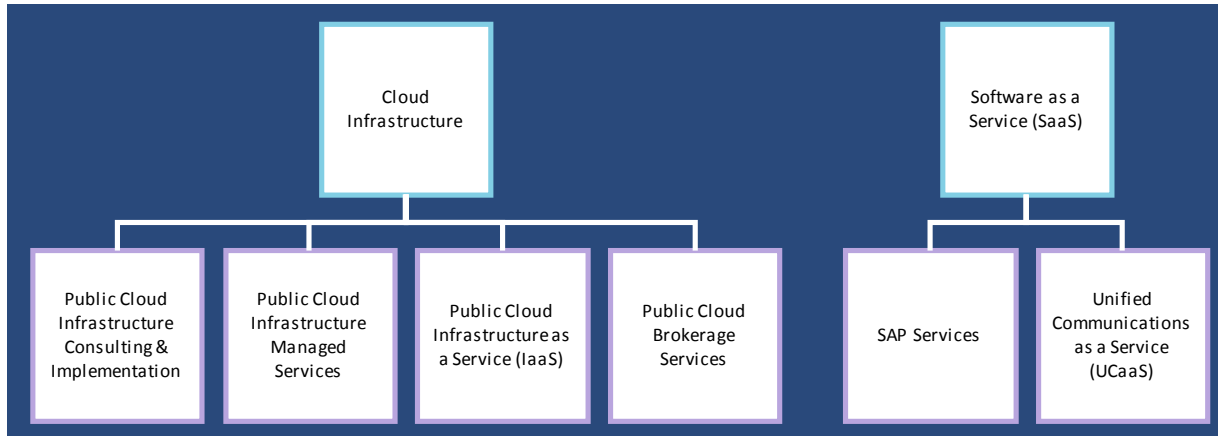 Cloud
Infrastructure
Software as a
Service (SaaS)
Public Cloud
Infrastructure
Consulting &
Implementation
Public Cloud
Infrastructure
Managed
Services
Public Cloud
Infrastructure as
a Service (IaaS)
Public Cloud
Brokerage
Services
SAP Services
Unified
Communications
as a Service
(UCaaS)